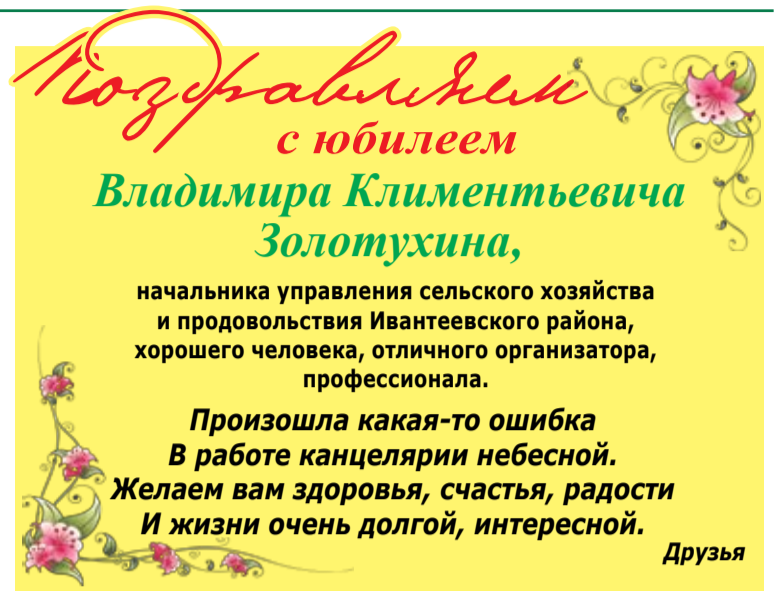 Поздравляем
с юбилеем
Владимира Климентьевича
Золотухина,
начальника управления сельского хозяйства
и продовольствия Ивантеевского района,
хорошего человека, отличного организатора,
профессионала.
Произошла какая-то ошибка
В работе канцелярии небесной.
Желаем вам здоровья, счастья, радости
И жизни очень долгой, интересной.
Друзья